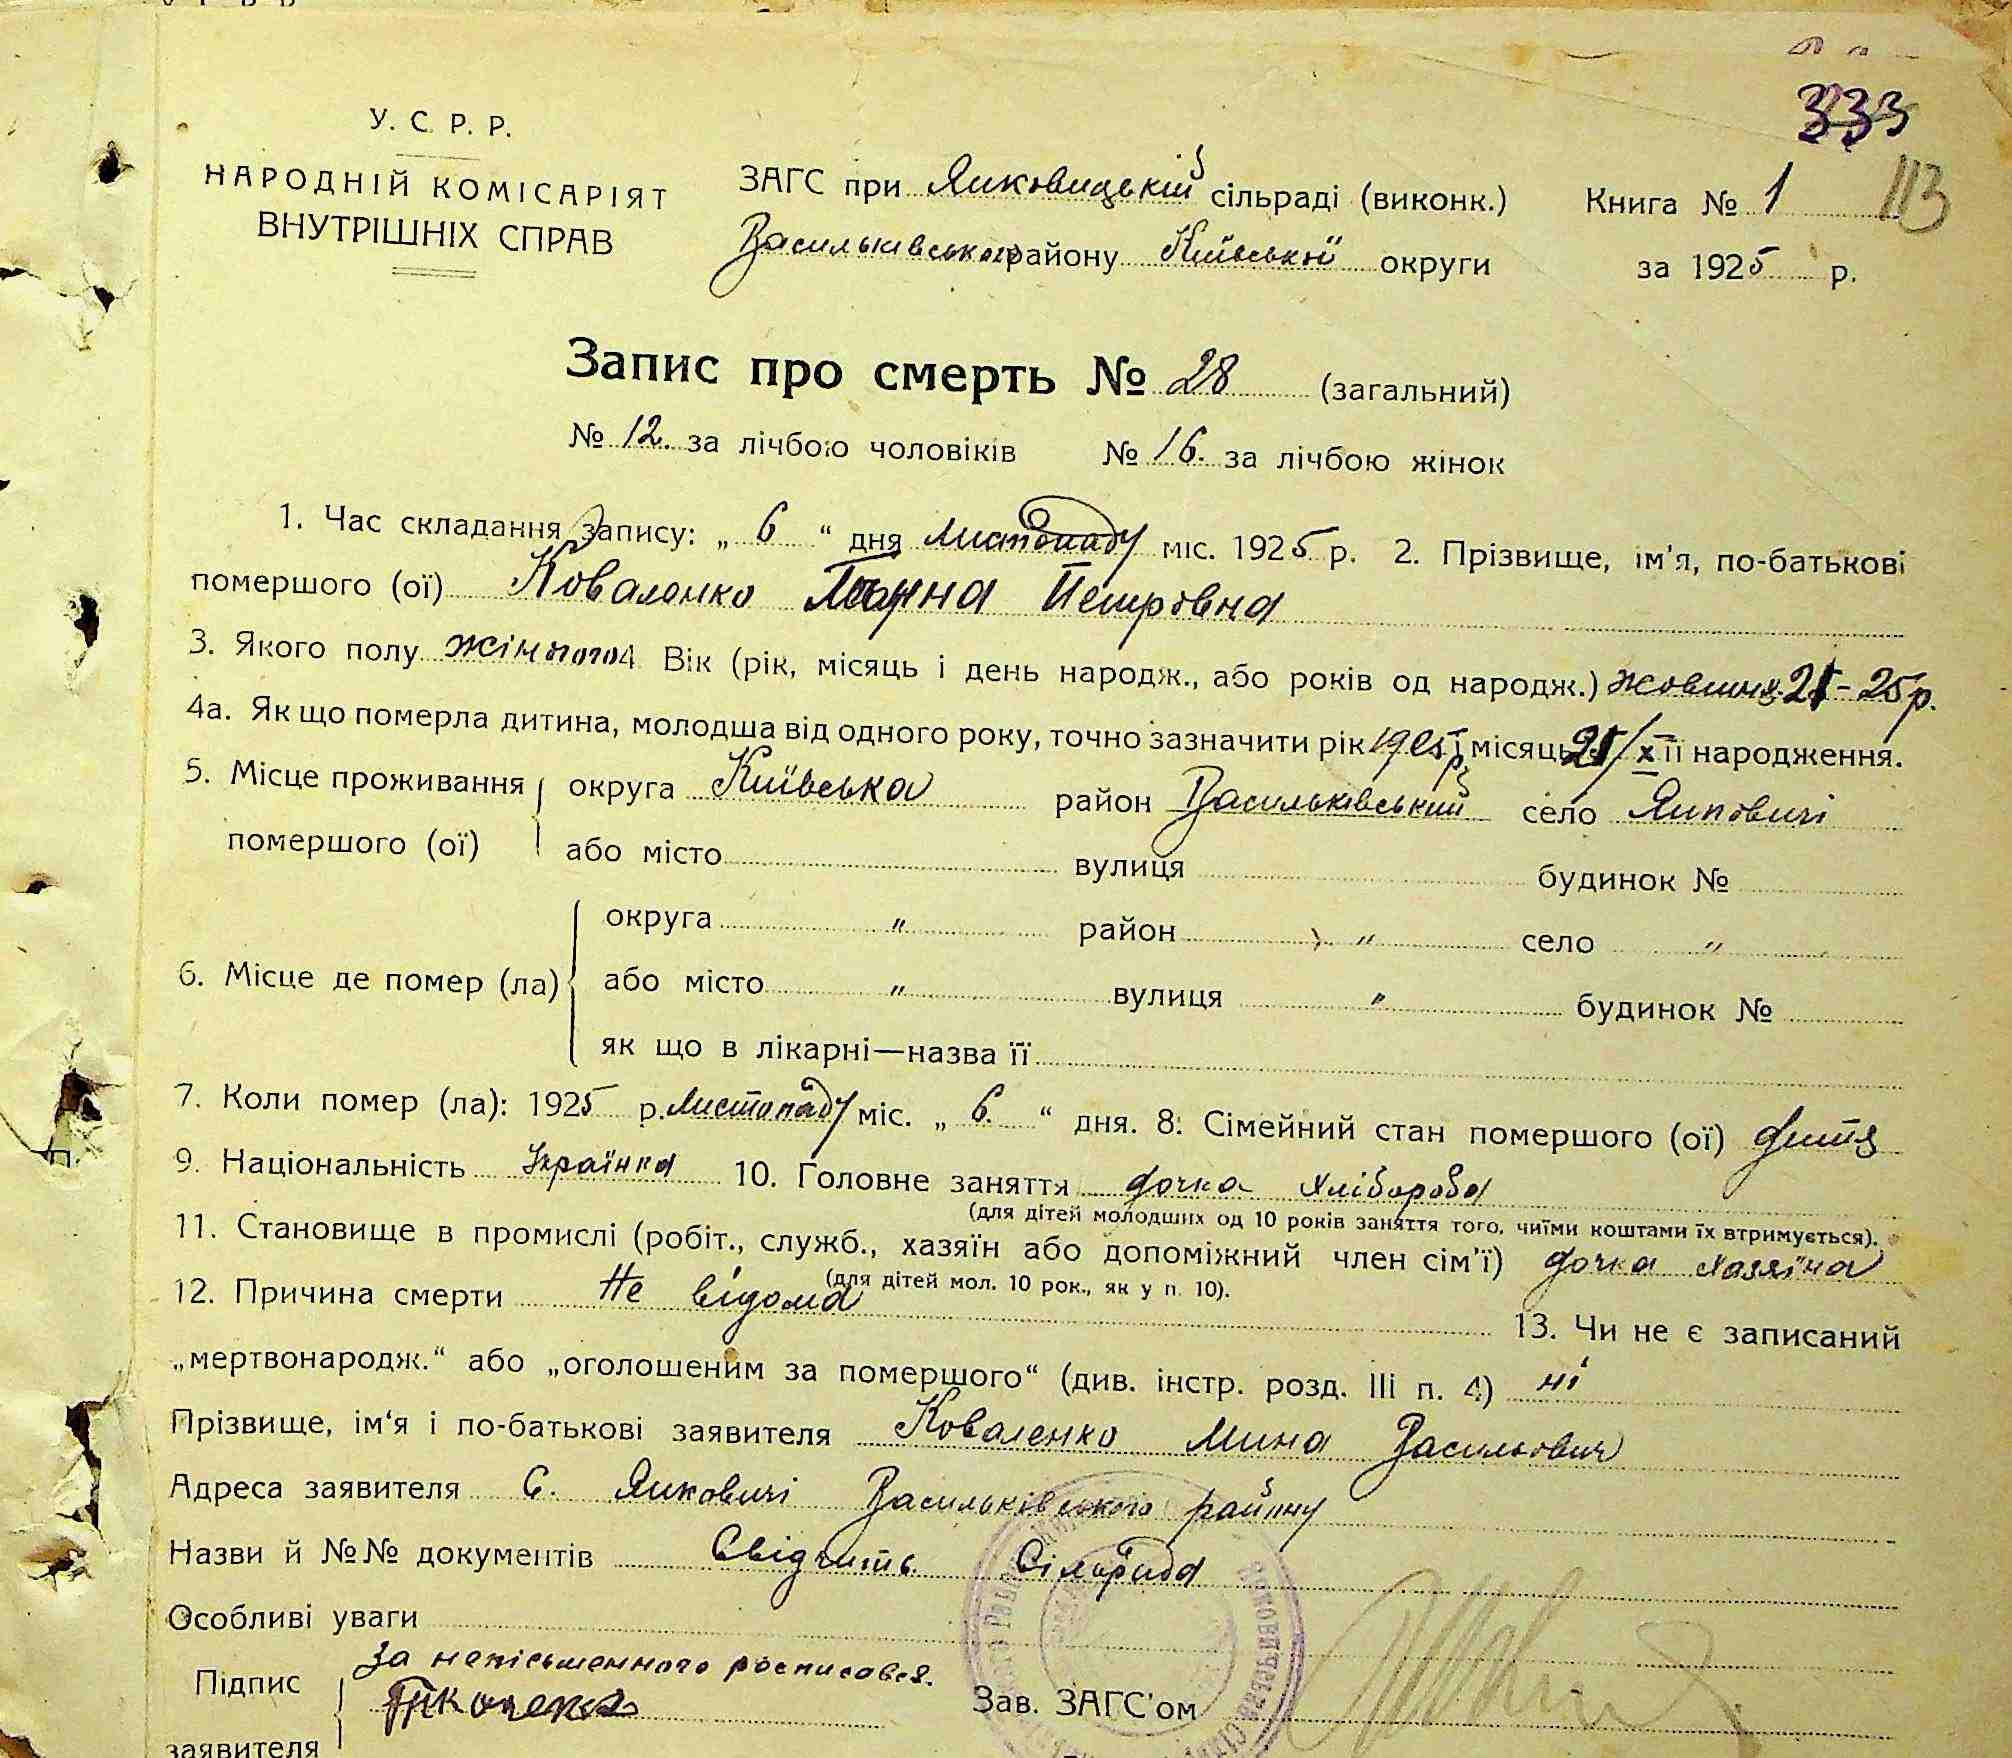 У. С. Р. Р.
НАРОДНІЙ КОМІСАРІЯТ
ВНУТРІШНІХ СПРАВ
333
113
ЗАГС при Янковицькій сільраді (виконк.) Книга № 1
Васильківського району Київської округи за 1925 р.
Запис про смерть № 28 (загальний)
№ 12. за лічбою чоловіків № 16. за лічбою жінок
1. Час складання запису: „ 6 “ дня листопаду міс. 1925 р. 2. Прізвище, ім'я, по-батькові
помершого (ої) Коваленко Ганна Петровна
3. Якого полу жіночого 4. Вік (рік, місяць і день народж., або років од народж.) жовтня 21 - 25 р.
4а. Як що померла дитина, молодша від одного року, точно зазначити рік 1925 р місяць 21/X її народження.
5. Місце проживання округа Київська район Васильківський село Янковичі
помершого (ої) або місто вулиця будинок №
округа " район " село "
6. Місце де помер (ла) або місто " вулиця " будинок №
як що в лікарні—назва її
7. Коли помер (ла): 1925 р. Листопаду міс. „ 6. “ дня. 8. Сімейний стан помершого (ої) дитя
9. Національність Українка 10. Головне заняття дочка хлібороба
(для дітей молодших од 10 років заняття того, чиїми коштами їх втримується).
11. Становище в промислі (робіт., служб., хазяїн або допоміжний член сім'ї) дочка хазяїна
(для дітей мол. 10 рок., як у п. 10).
12. Причина смерти Не відома 13. Чи не є записаний
„мертвонародж.“ або „оголошеним за помершого“ (див. інстр. розд. III п. 4) ні
Прізвище, ім'я і по-батькові заявителя Коваленко Мина Васильович
Адреса заявителя с. Янковичі Васильківського району
Назви й №№ документів Свідчить Сільрада
Особливі уваги
За неписьменного росписався.
Підпис
заявителя
Зав. ЗАГС'ом